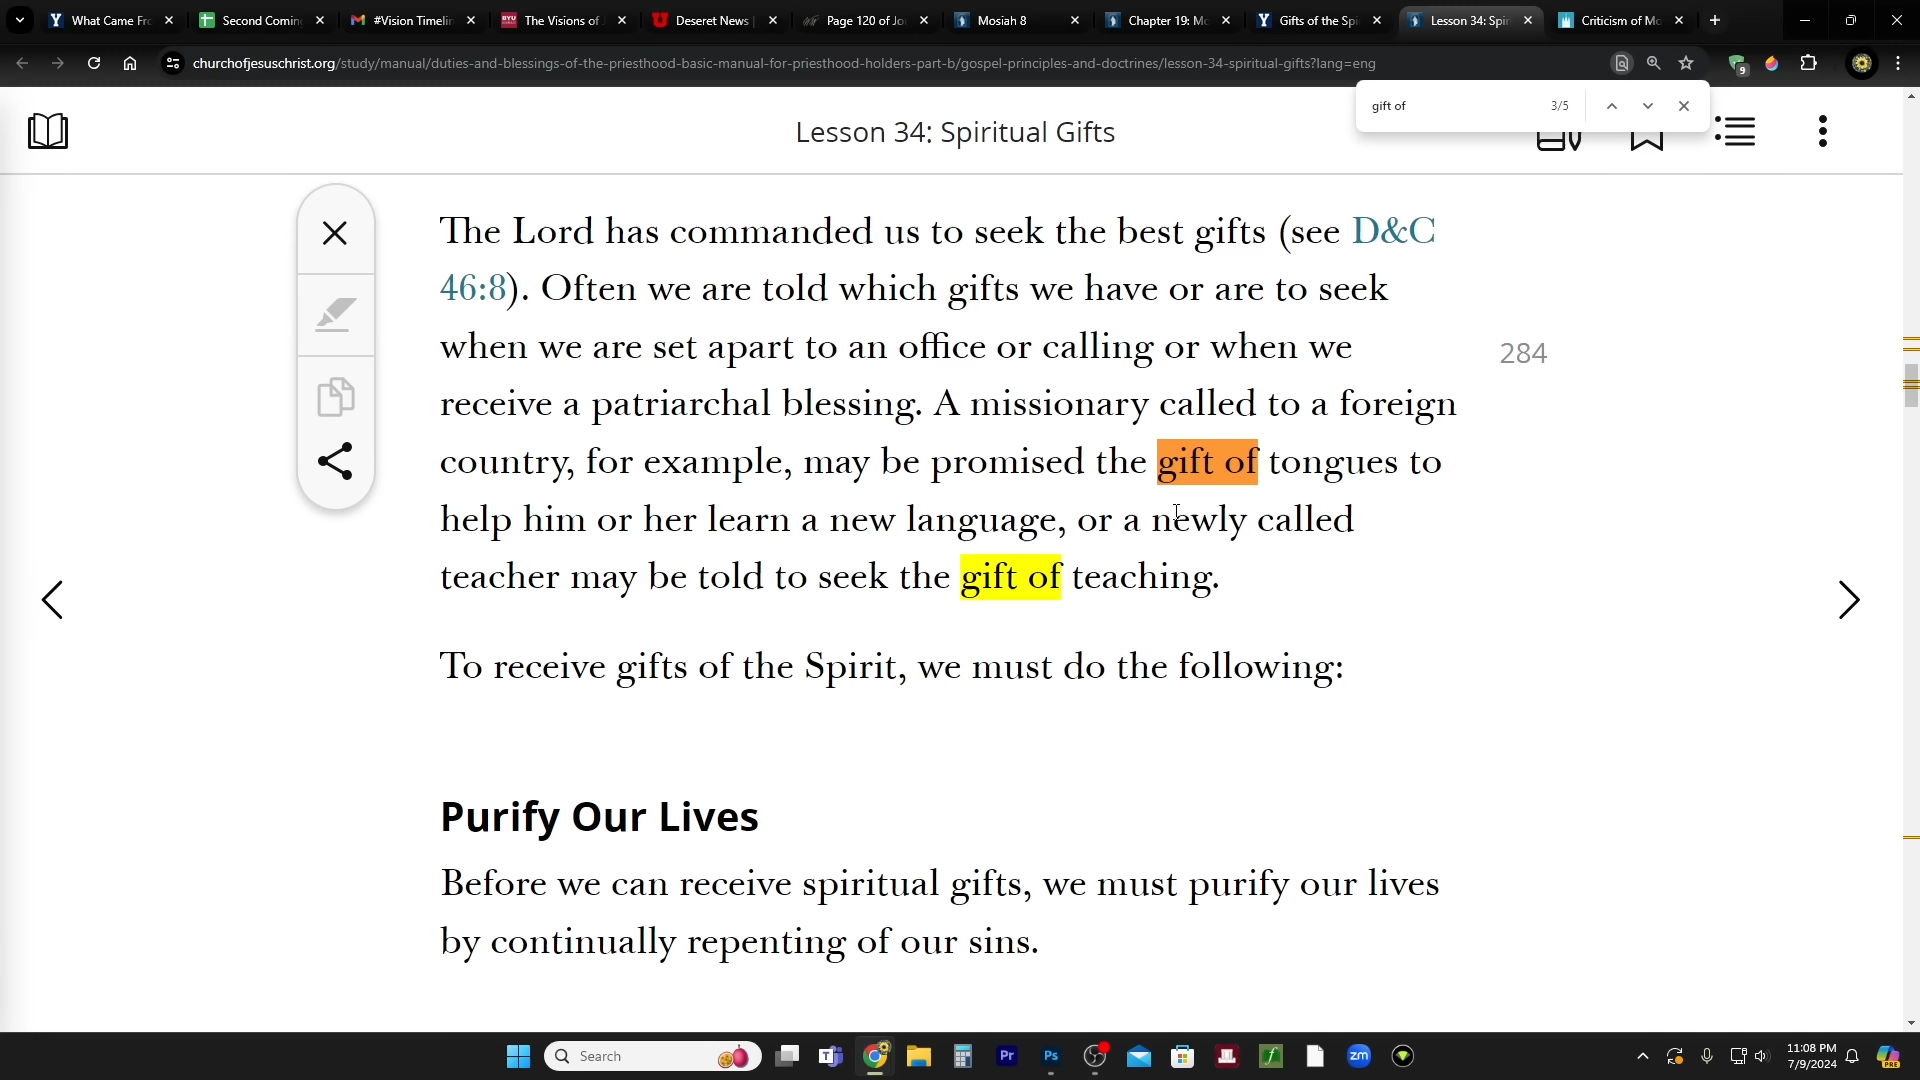 What Came Fr
Second Comin
#Vision Timelin
The Visions of
Deseret News |
Page 120 of Jo
Mosiah 8
Chapter 19: M
Gifts of the Spi
Lesson 34: Spir
Criticism of Mo
churchofjesuschrist.org/study/manual/duties-and-blessings-of-the-priesthood-basic-manual-for-priesthood-holders-part-b/gospel-principles-and-doctrines/lesson-34-spiritual-gifts?lang=eng
9
gift of
3/5
Lesson 34: Spiritual Gifts
The Lord has commanded us to seek the best gifts (see D&C
46:8). Often we are told which gifts we have or are to seek
when we are set apart to an office or calling or when we
284
receive a patriarchal blessing. A missionary called to a foreign
country, for example, may be promised the gift of tongues to
help him or her learn a new language, or a newly called
teacher may be told to seek the gift of teaching.
To receive gifts of the Spirit, we must do the following:
Purify Our Lives
Before we can receive spiritual gifts, we must purify our lives
by continually repenting of our sins.
Search
Pr
Ps
zm
11:08 PM
7/9/2024